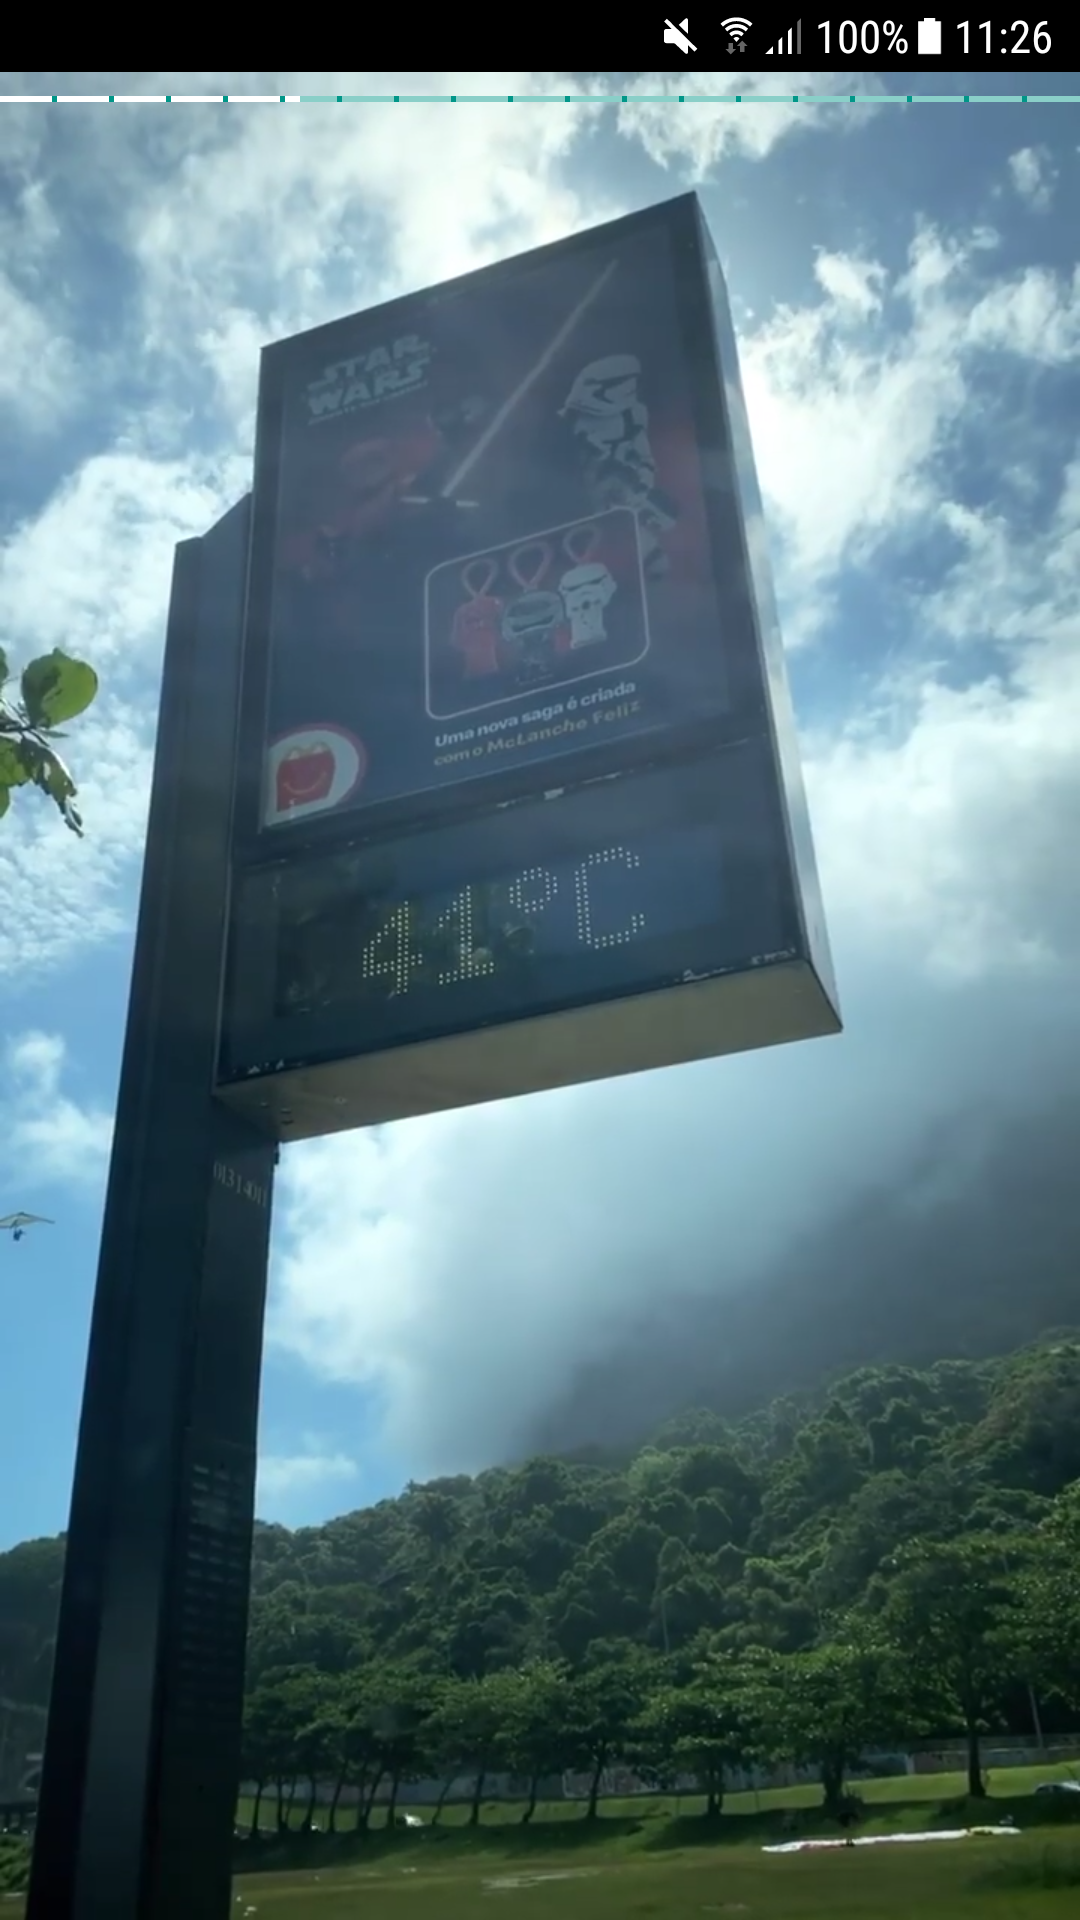 100% 11:26
STAR
WARS
Uma nova saga é criada
com o McLanche Feliz
41°C